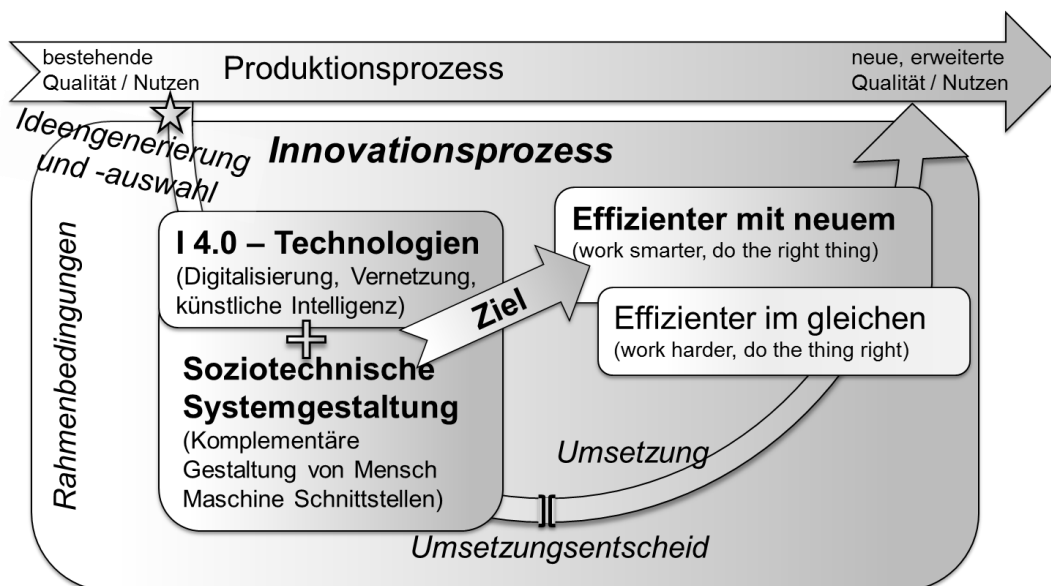 bestehende
Qualität / Nutzen
Produktionsprozess
neue, erweiterte
Qualität / Nutzen
Ideengenerierung
und -auswahl
Innovationsprozess
Rahmenbedingungen
I 4.0 – Technologien
(Digitalisierung, Vernetzung,
künstliche Intelligenz)
Soziotechnische
Systemgestaltung
(Komplementäre
Gestaltung von Mensch
Maschine Schnittstellen)
Ziel
Effizienter mit neuem
(work smarter, do the right thing)
Effizienter im gleichen
(work harder, do the thing right)
Umsetzung
Umsetzungsentscheid